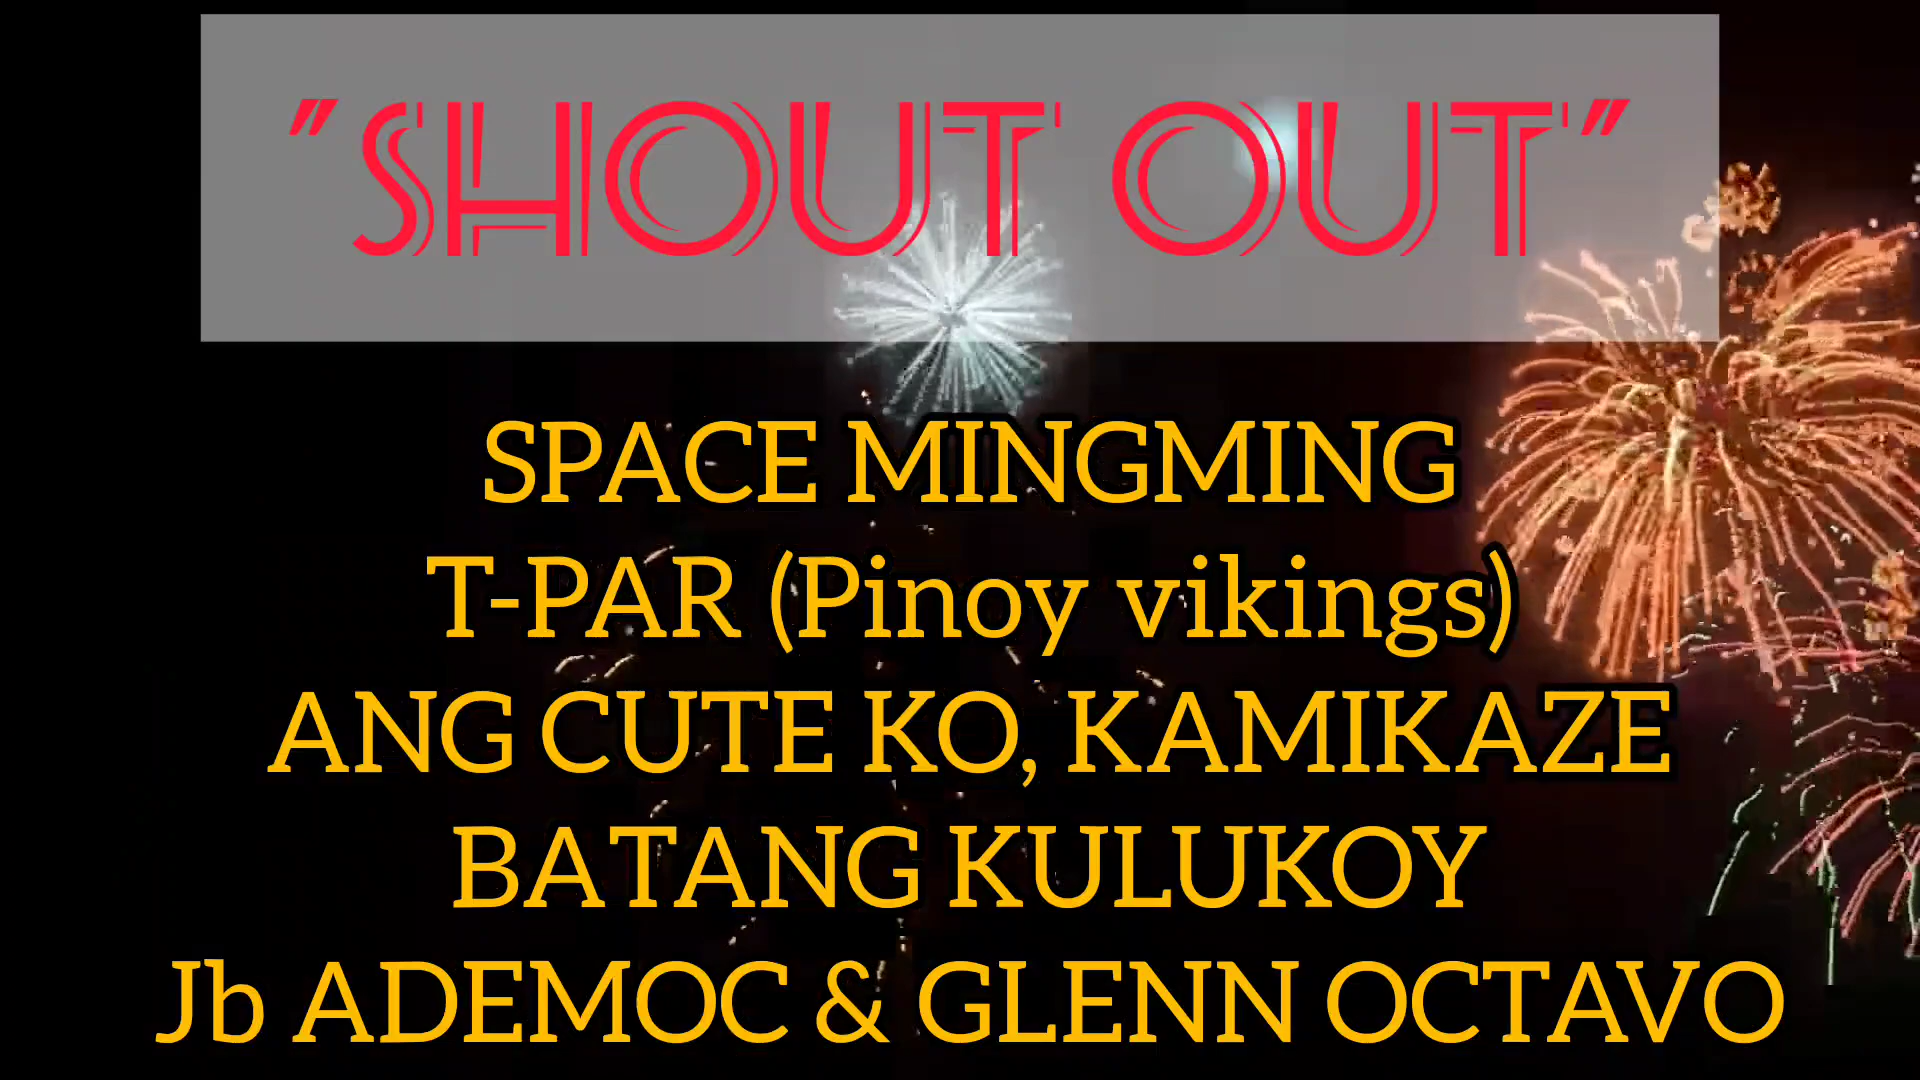 "SHOUT OUT"
SPACE MINGMING
T-PAR (Pinoy vikings)
ANG CUTE KO, KAMIKAZE
BATANG KULUKOY
Jb ADEMOC & GLENN OCTAVO